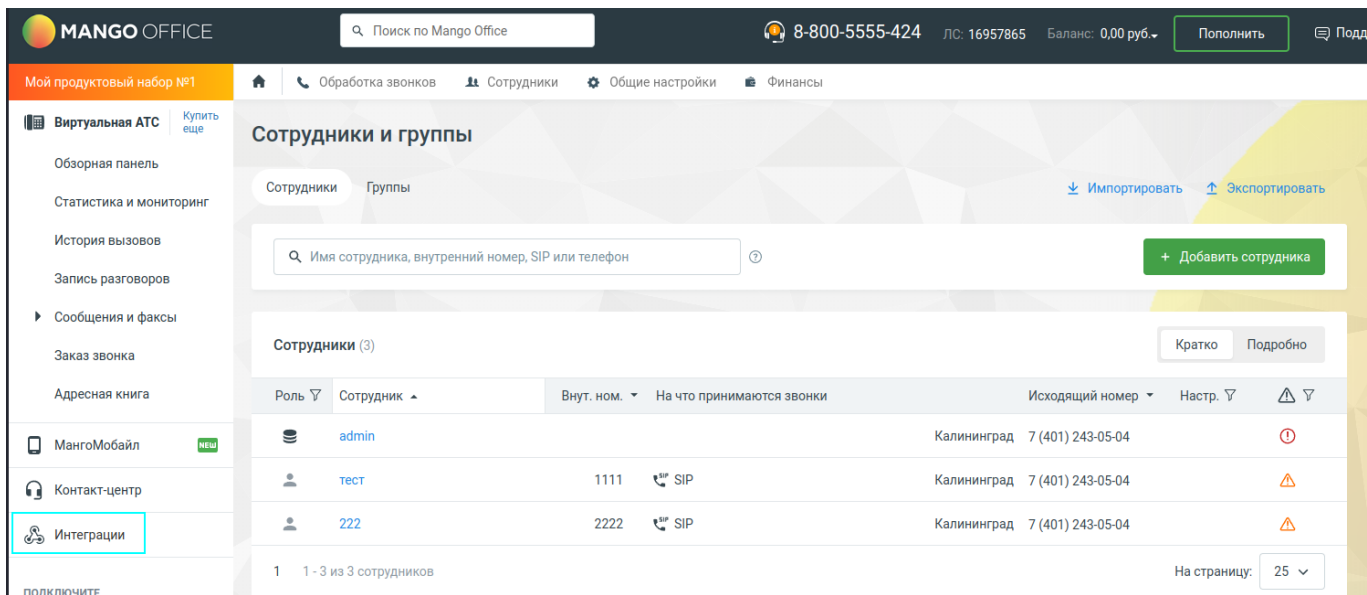 MANGO OFFICE
Поиск по Mango Office
8-800-5555-424 ЛС: 16957865 Баланс: 0,00 руб. Пополнить
Мой продуктовый набор №1
Обработка звонков Сотрудники Общие настройки Финансы
Виртуальная АТС Купить еще
Обзорная панель
Статистика и мониторинг
История вызовов
Запись разговоров
Сообщения и факсы
Заказ звонка
Адресная книга
МангоМобайл NEW
Контакт-центр
Интеграции
ПОДКЛЮЧИТЕ
Сотрудники и группы
Сотрудники Группы Импортировать Экспортировать
Имя сотрудника, внутренний номер, SIP или телефон ? + Добавить сотрудника
Сотрудники (3) Кратко Подробно
Роль Сотрудник Внут. ном. На что принимаются звонки Исходящий номер Настр.
admin Калининград 7 (401) 243-05-04
тест 1111 SIP SIP Калининград 7 (401) 243-05-04
222 2222 SIP SIP Калининград 7 (401) 243-05-04
1 1 - 3 из 3 сотрудников На страницу: 25